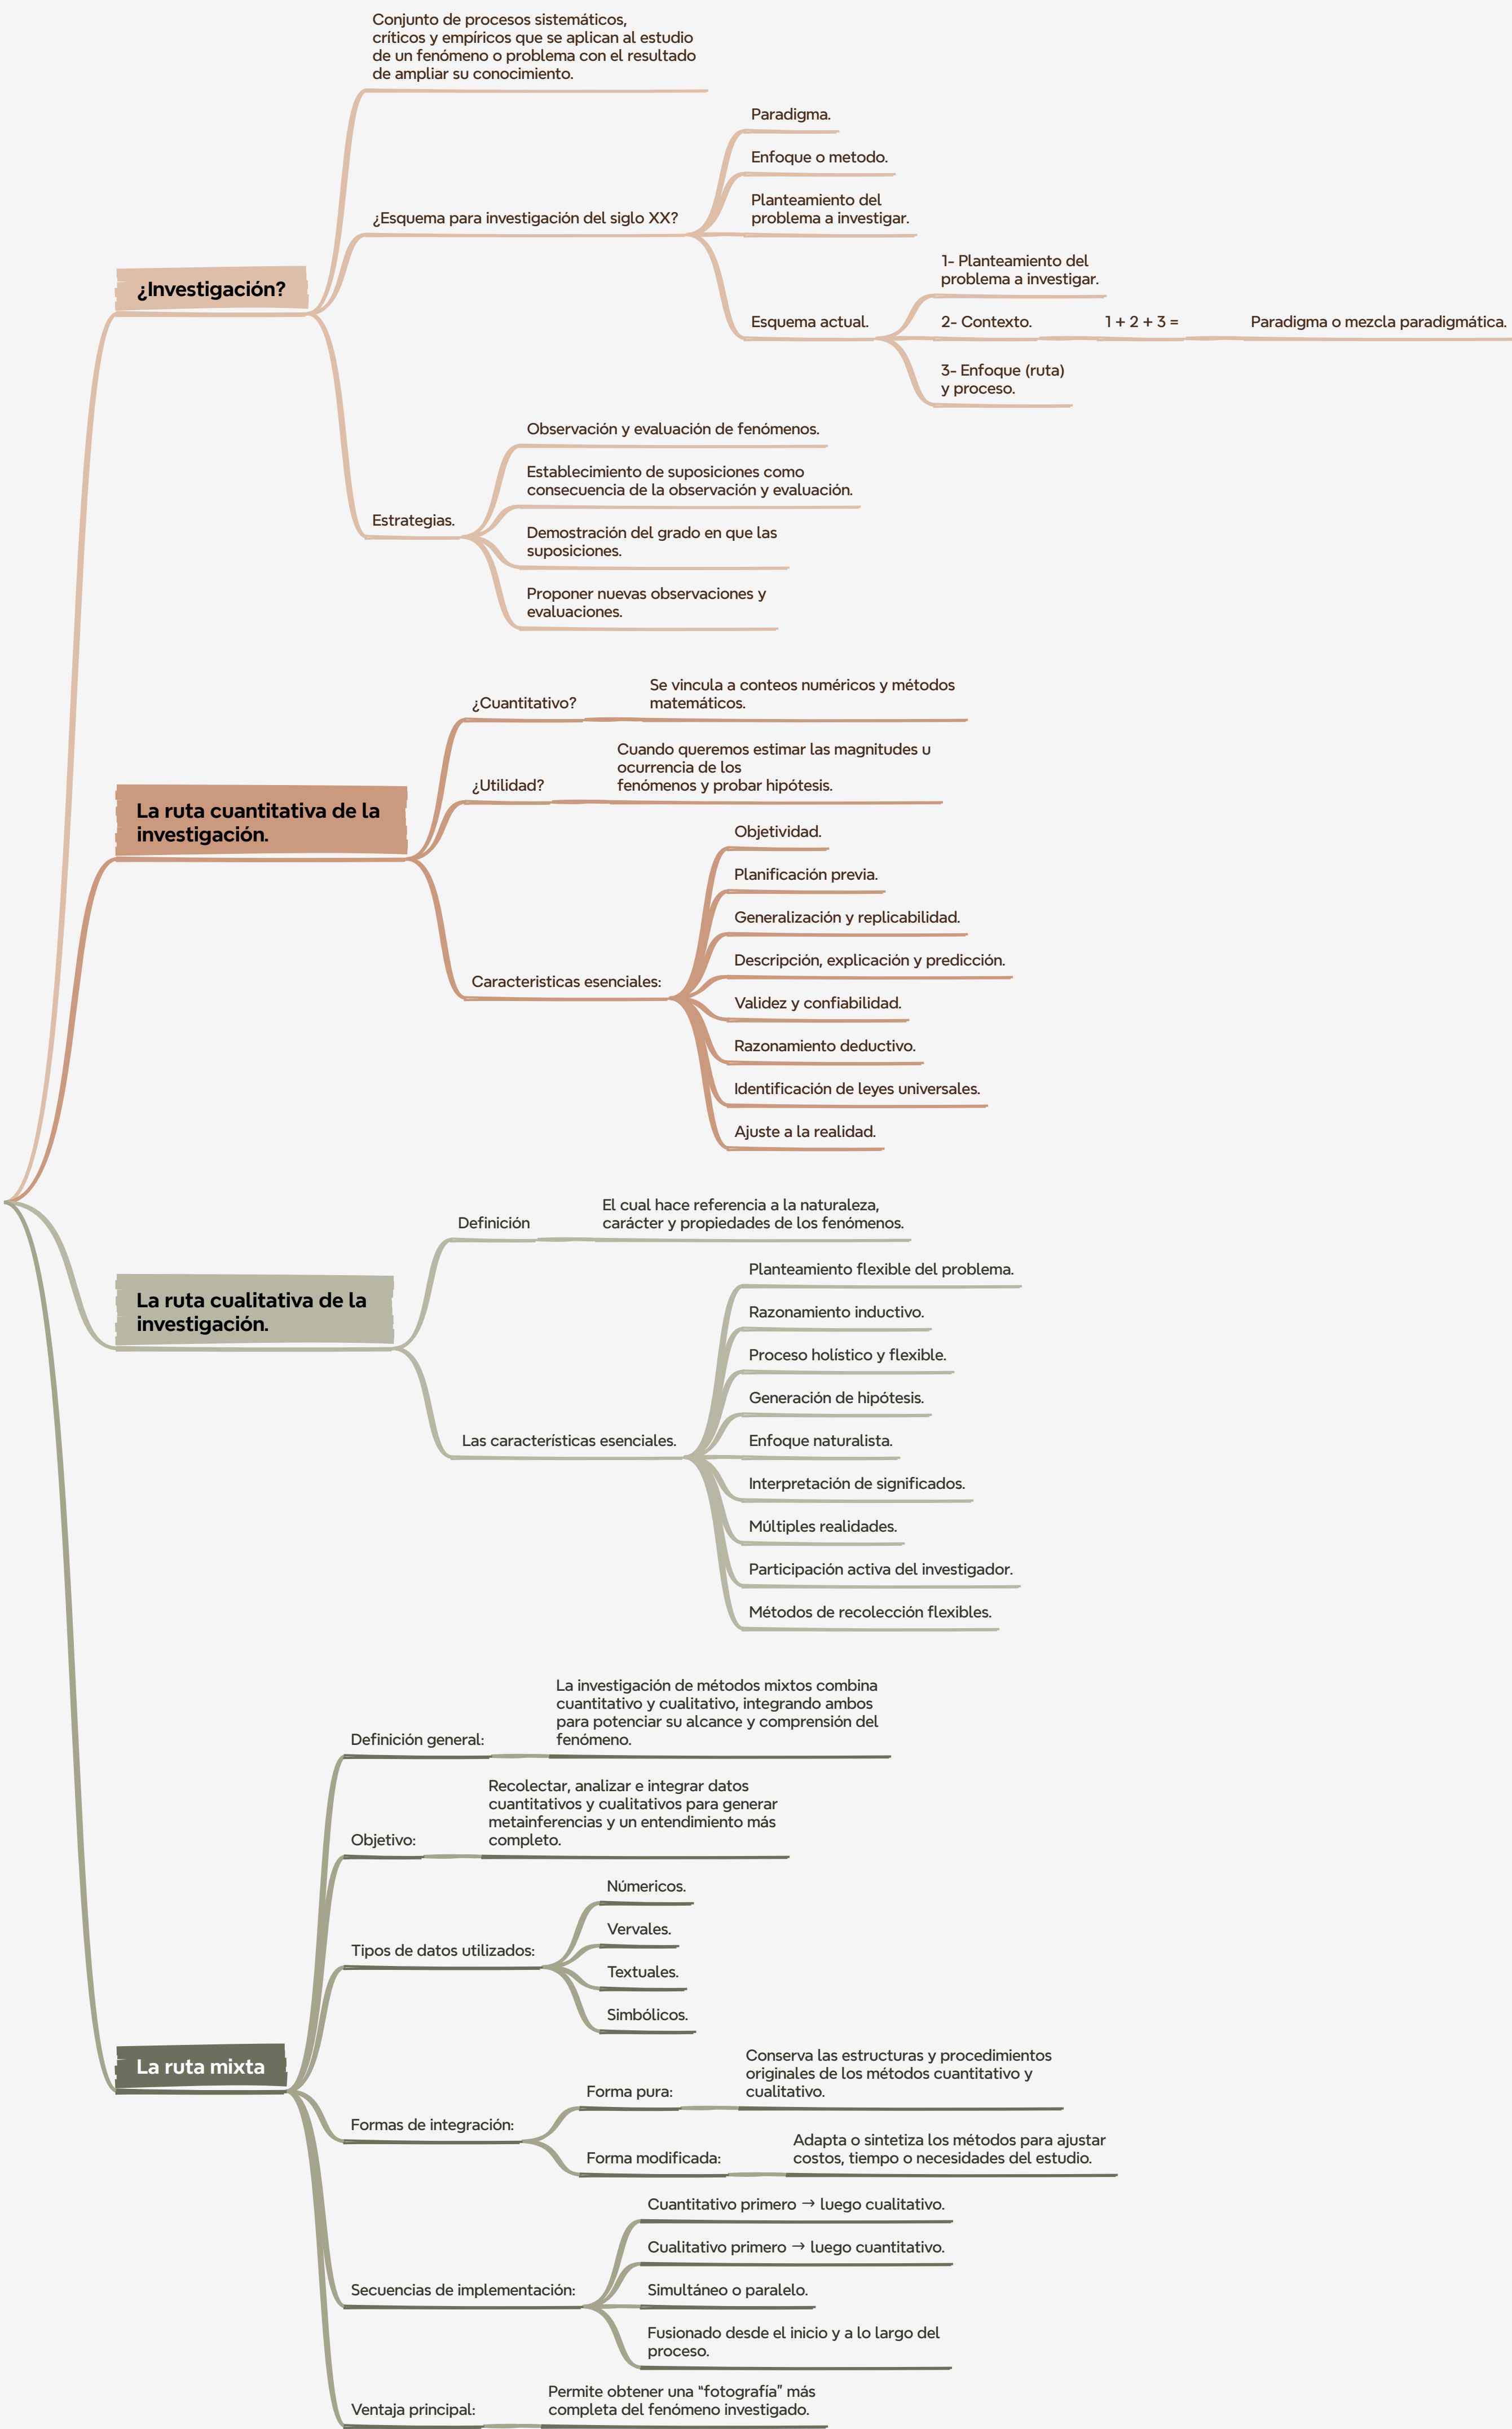 Conjunto de procesos sistemáticos,
críticos y empíricos que se aplican al estudio
de un fenómeno o problema con el resultado
de ampliar su conocimiento.
Paradigma.
Enfoque o metodo.
Planteamiento del
problema a investigar.
¿Esquema para investigación del siglo XX?
1- Planteamiento del
problema a investigar.
¿Investigación?
Esquema actual.
2- Contexto.
1 + 2 + 3 =
Paradigma o mezcla paradigmática.
3- Enfoque (ruta)
y proceso.
Observación y evaluación de fenómenos.
Establecimiento de suposiciones como
consecuencia de la observación y evaluación.
Estrategias.
Demostración del grado en que las
suposiciones.
Proponer nuevas observaciones y
evaluaciones.
Se vincula a conteos numéricos y métodos
matemáticos.
¿Cuantitativo?
Cuando queremos estimar las magnitudes u
ocurrencia de los
fenómenos y probar hipótesis.
¿Utilidad?
La ruta cuantitativa de la
investigación.
Objetividad.
Planificación previa.
Generalización y replicabilidad.
Descripción, explicación y predicción.
Caracteristicas esenciales:
Validez y confiabilidad.
Razonamiento deductivo.
Identificación de leyes universales.
Ajuste a la realidad.
El cual hace referencia a la naturaleza,
carácter y propiedades de los fenómenos.
Definición
Planteamiento flexible del problema.
La ruta cualitativa de la
investigación.
Razonamiento inductivo.
Proceso holístico y flexible.
Generación de hipótesis.
Las características esenciales.
Enfoque naturalista.
Interpretación de significados.
Múltiples realidades.
Participación activa del investigador.
Métodos de recolección flexibles.
La investigación de métodos mixtos combina
cuantitativo y cualitativo, integrando ambos
para potenciar su alcance y comprensión del
fenómeno.
Definición general:
Recolectar, analizar e integrar datos
cuantitativos y cualitativos para generar
metainferencias y un entendimiento más
completo.
Objetivo:
Númericos.
Vervales.
Tipos de datos utilizados:
Textuales.
Simbólicos.
La ruta mixta
Conserva las estructuras y procedimientos
originales de los métodos cuantitativo y
cualitativo.
Forma pura:
Formas de integración:
Adapta o sintetiza los métodos para ajustar
costos, tiempo o necesidades del estudio.
Forma modificada:
Cuantitativo primero → luego cualitativo.
Cualitativo primero → luego cuantitativo.
Secuencias de implementación:
Simultáneo o paralelo.
Fusionado desde el inicio y a lo largo del
proceso.
Permite obtener una “fotografía” más
completa del fenómeno investigado.
Ventaja principal: